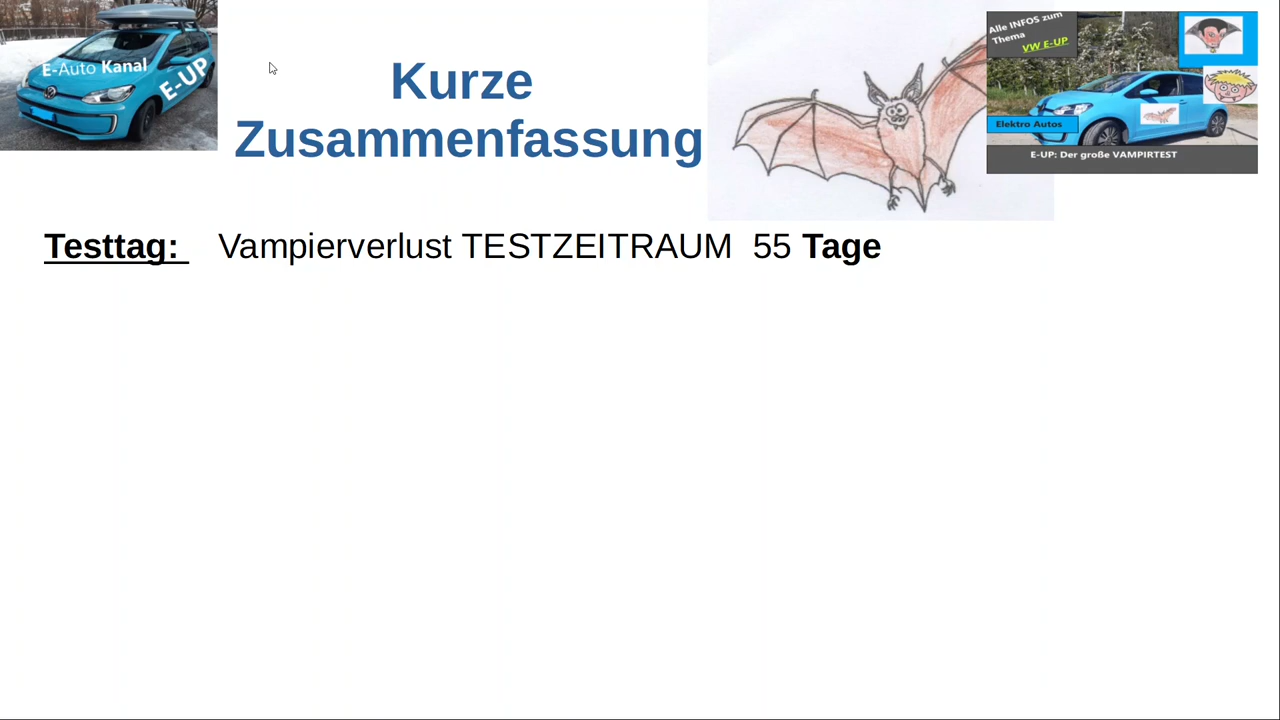 E-Auto Kanal
E-UP
Kurze
Zusammenfassung
Alle INFOS zum
Thema
VW E-UP
Elektro Autos
E-UP: Der große VAMPIRTEST
Testtag: Vampierverlust TESTZEITRAUM 55 Tage